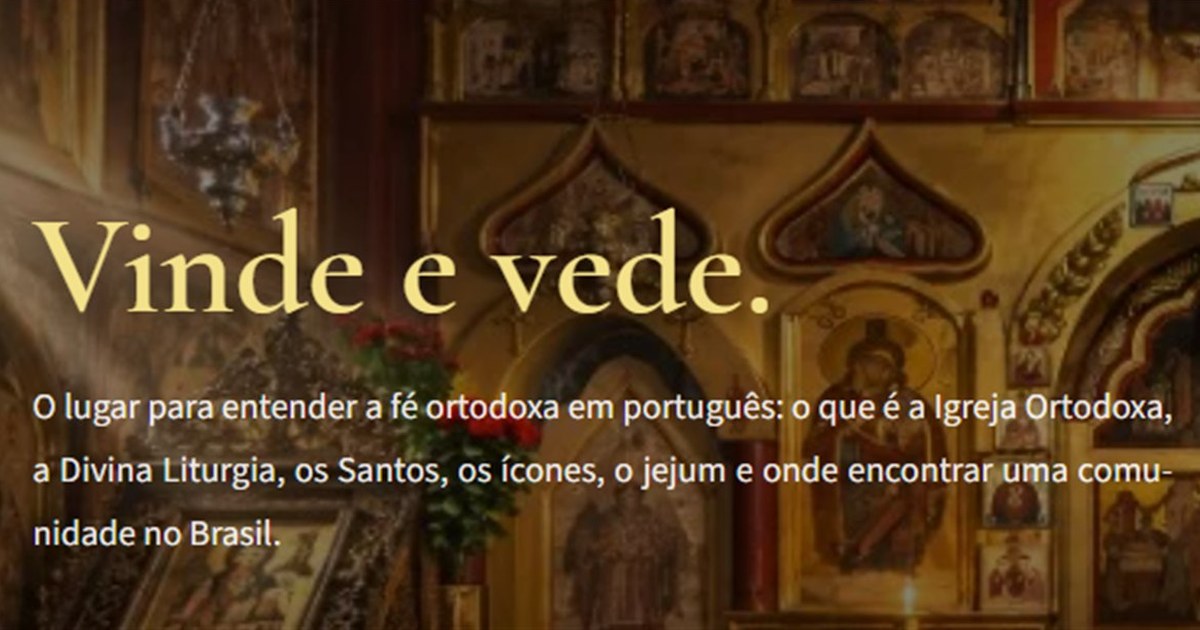 Vinde e vede.
O lugar para entender a fé ortodoxa em português: o que é a Igreja Ortodoxa,
a Divina Liturgia, os Santos, os ícones, o jejum e onde encontrar uma comu-
nidade no Brasil.